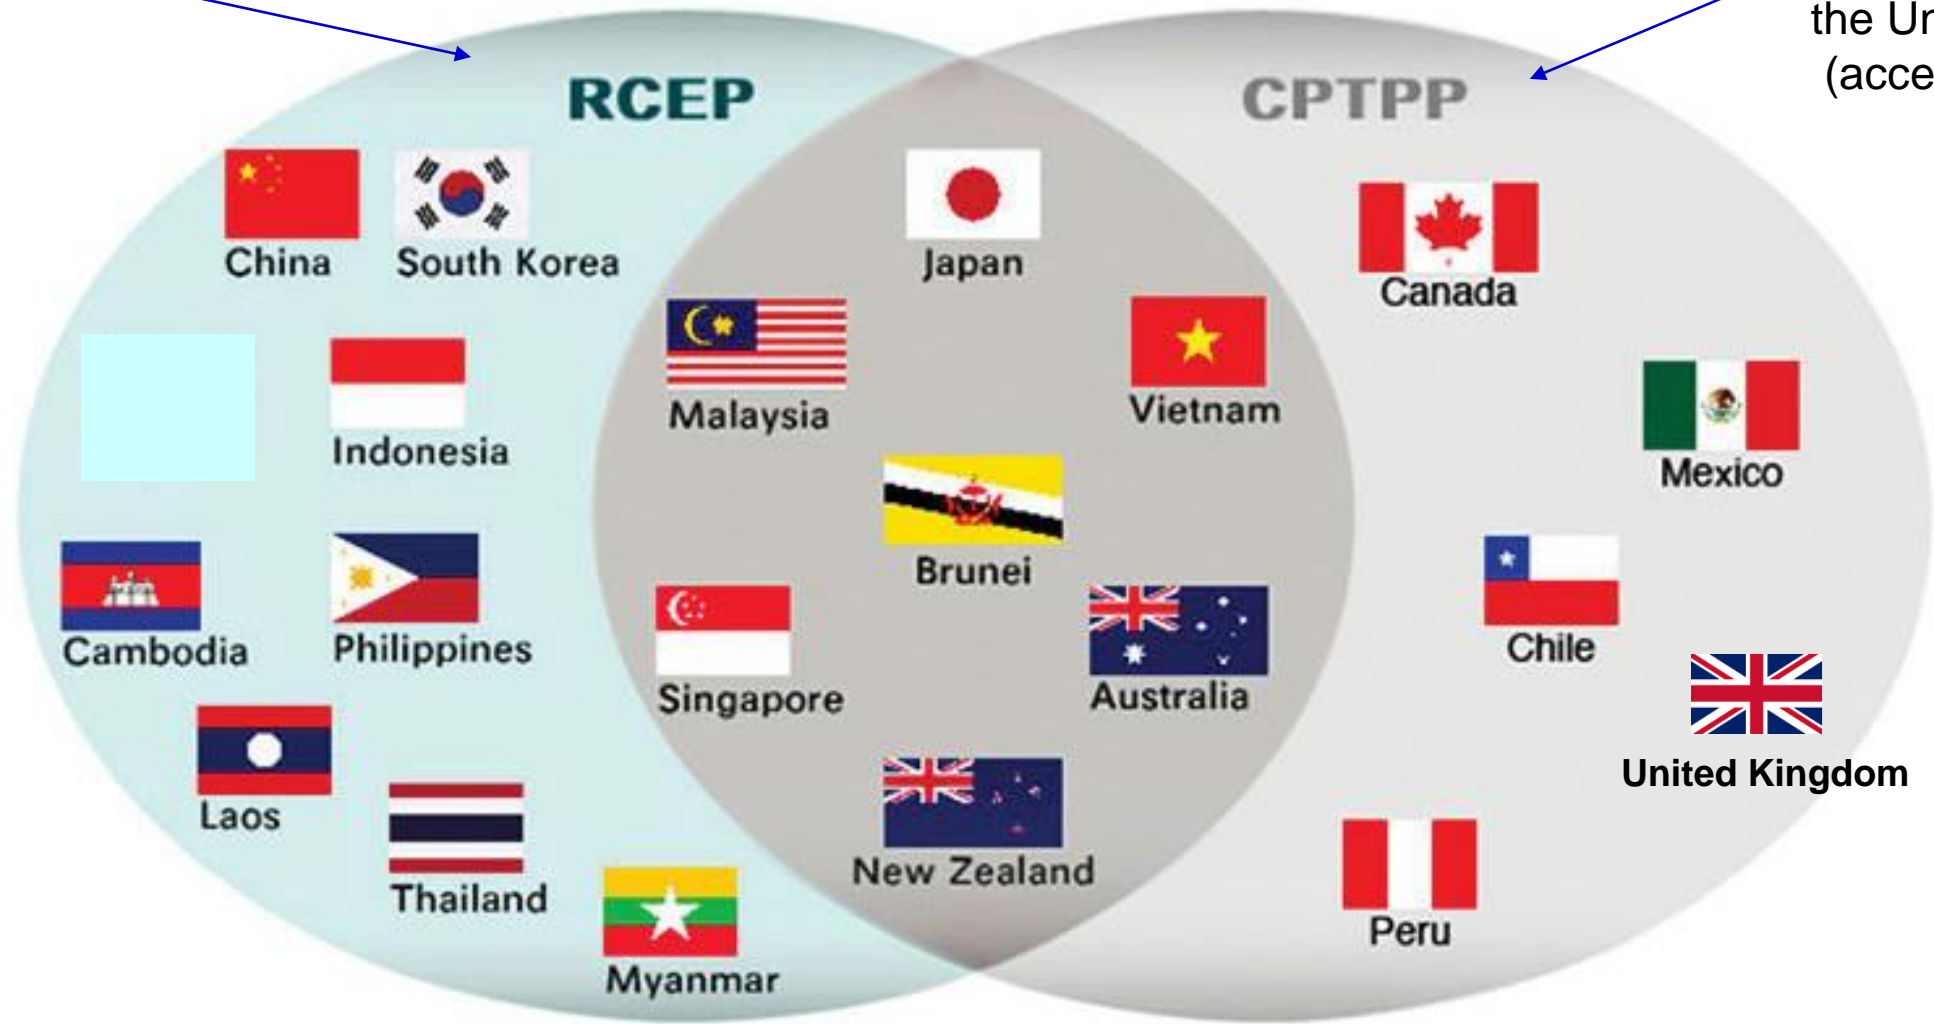 the Un
(acce
RCEP
CPTPP
China
South Korea
Japan
Canada
Malaysia
Vietnam
Indonesia
Mexico
Brunei
Cambodia
Philippines
Chile
Singapore
Australia
United Kingdom
Laos
New Zealand
Thailand
Peru
Myanmar